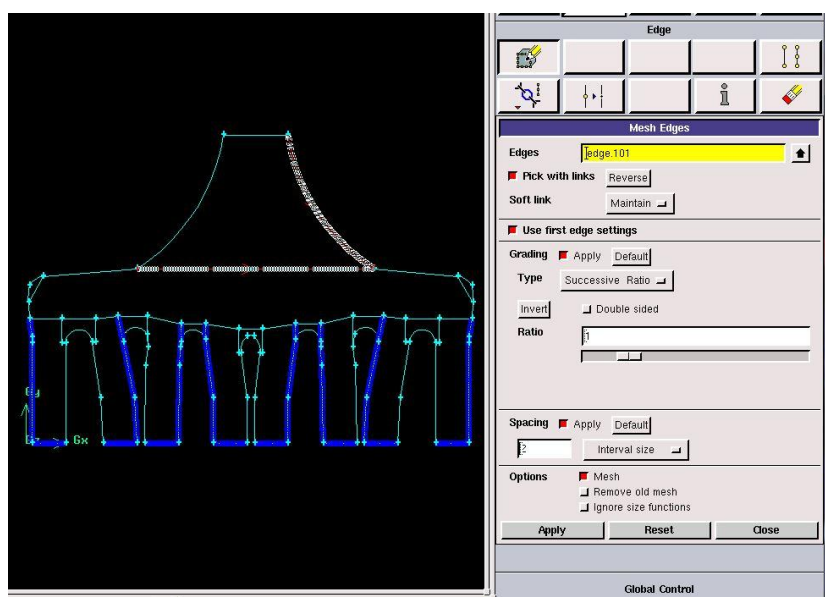 Edge
Mesh Edges
Edges edge.101
Pick with links Reverse
Soft link Maintain
Use first edge settings
Grading Apply Default
Type Successive Ratio
Invert Double sided
Ratio 1
Spacing Apply Default
2 Interval size
Options Mesh
Remove old mesh
Ignore size functions
Apply Reset Close
Global Control
Gy
Gz Gx